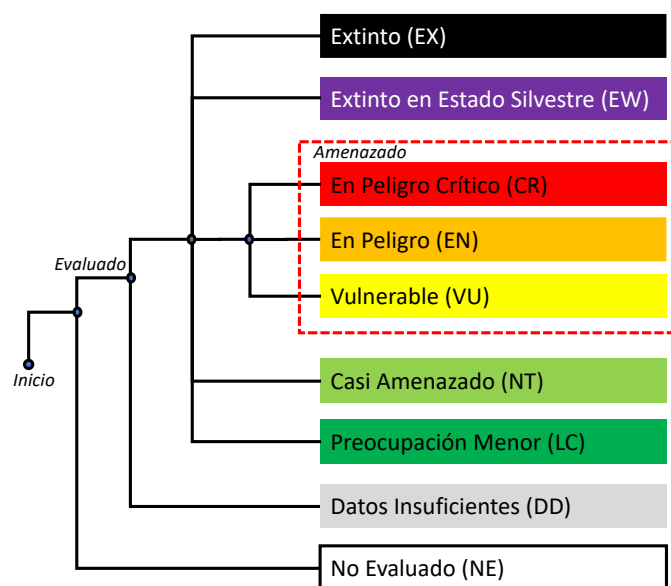 Extinto (EX)
Extinto en Estado Silvestre (EW)
Amenazado
En Peligro Crítico (CR)
En Peligro (EN)
Evaluado
Vulnerable (VU)
Inicio
Casi Amenazado (NT)
Preocupación Menor (LC)
Datos Insuficientes (DD)
No Evaluado (NE)